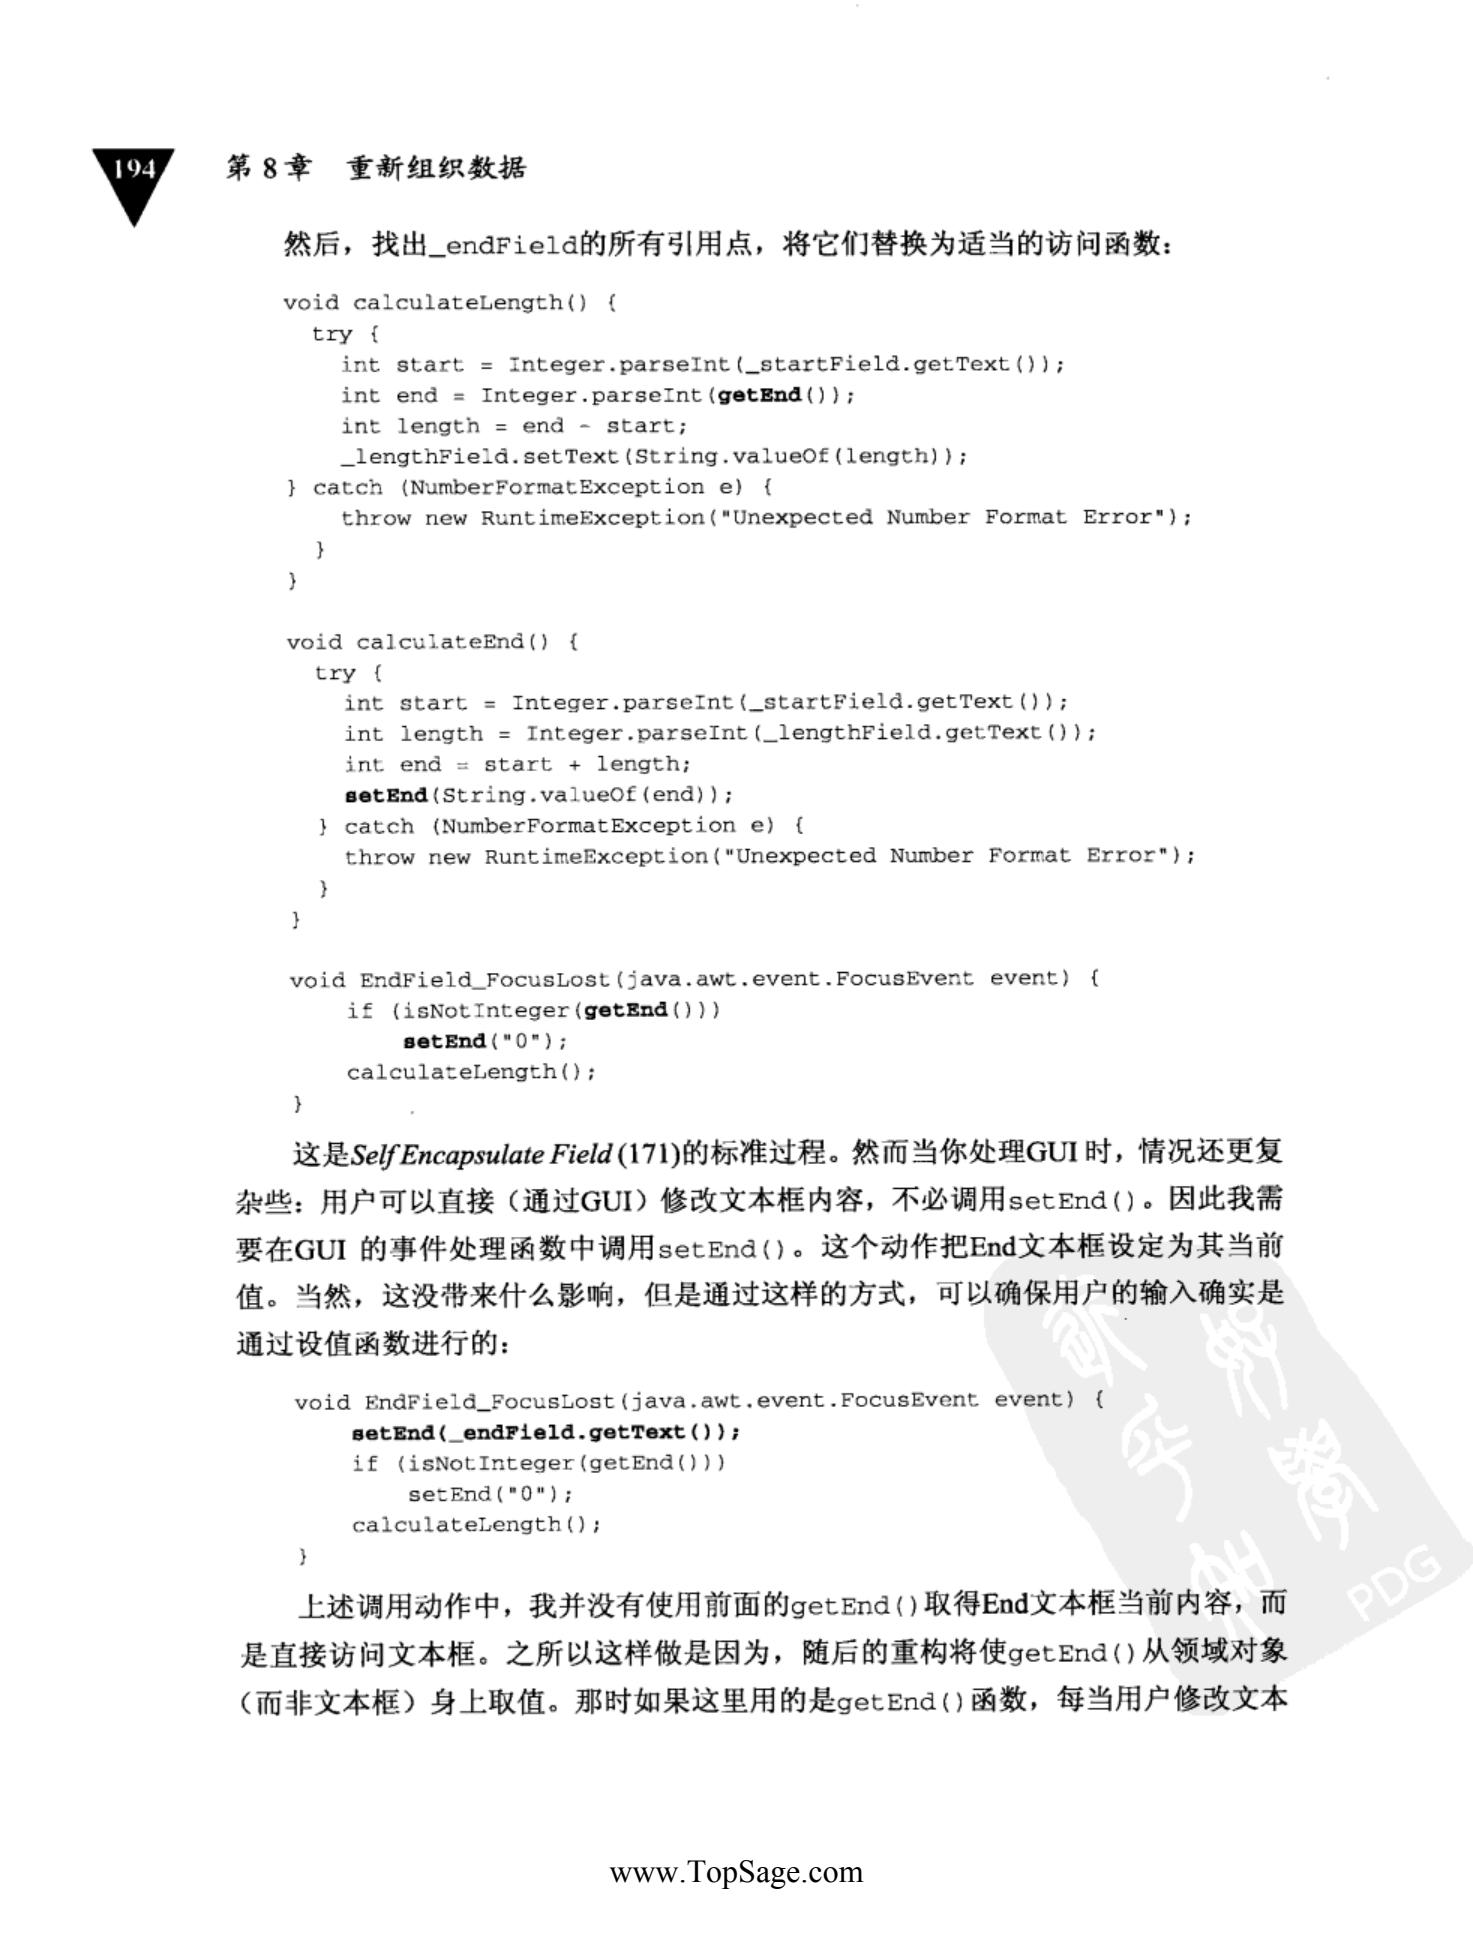 194
第 8 章 重新组织数据
然后，找出_endField的所有引用点，将它们替换为适当的访问函数：
void calculateLength() {
try {
int start = Integer.parseInt(_startField.getText());
int end = Integer.parseInt(getEnd());
int length = end - start;
_lengthField.setText(String.valueOf(length));
} catch (NumberFormatException e) {
throw new RuntimeException("Unexpected Number Format Error");
}
}
void calculateEnd() {
try {
int start = Integer.parseInt(_startField.getText());
int length = Integer.parseInt(_lengthField.getText());
int end = start + length;
setEnd(String.valueOf(end));
} catch (NumberFormatException e) {
throw new RuntimeException("Unexpected Number Format Error");
}
}
void EndField_FocusLost(java.awt.event.FocusEvent event) {
if (isNotInteger(getEnd()))
setEnd("0");
calculateLength();
}
这是Self Encapsulate Field (171)的标准过程。然而当你处理GUI 时，情况还更复
杂些：用户可以直接（通过GUI）修改文本框内容，不必调用setEnd()。因此我需
要在GUI 的事件处理函数中调用setEnd()。这个动作把End文本框设定为其当前
值。当然，这没带来什么影响，但是通过这样的方式，可以确保用户的输入确实是
通过设值函数进行的：
void EndField_FocusLost(java.awt.event.FocusEvent event) {
setEnd(_endField.getText());
if (isNotInteger(getEnd()))
setEnd("0");
calculateLength();
}
上述调用动作中，我并没有使用前面的getEnd()取得End文本框当前内容，而
是直接访问文本框。之所以这样做是因为，随后的重构将使getEnd()从领域对象
（而非文本框）身上取值。那时如果这里用的是getEnd()函数，每当用户修改文本
PDG
www.TopSage.com